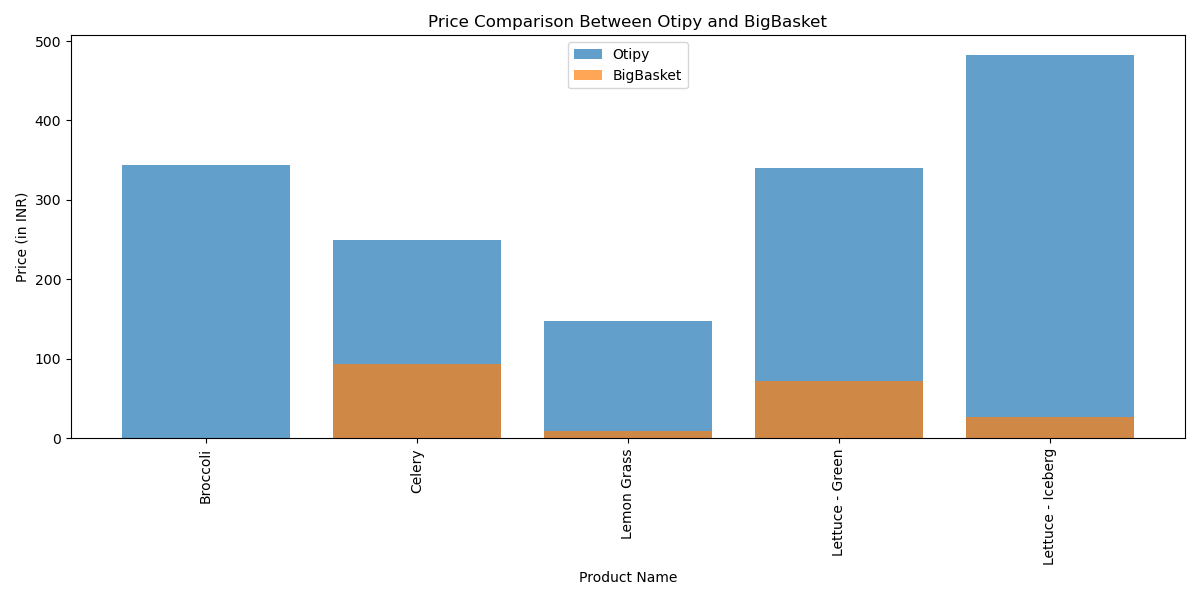 Price Comparison Between Otipy and BigBasket
Otipy
BigBasket
Price (in INR)
500
400
300
200
100
0
Broccoli
Celery
Lemon Grass
Lettuce - Green
Lettuce - Iceberg
Product Name